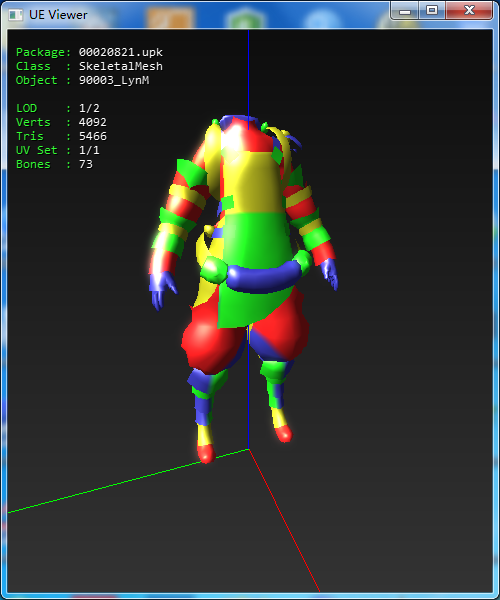 UE Viewer
Package: 00020821.upk
Class : SkeletalMesh
Object : 90003_LynM
LOD : 1/2
Verts : 4092
Tris : 5466
UV Set : 1/1
Bones : 73